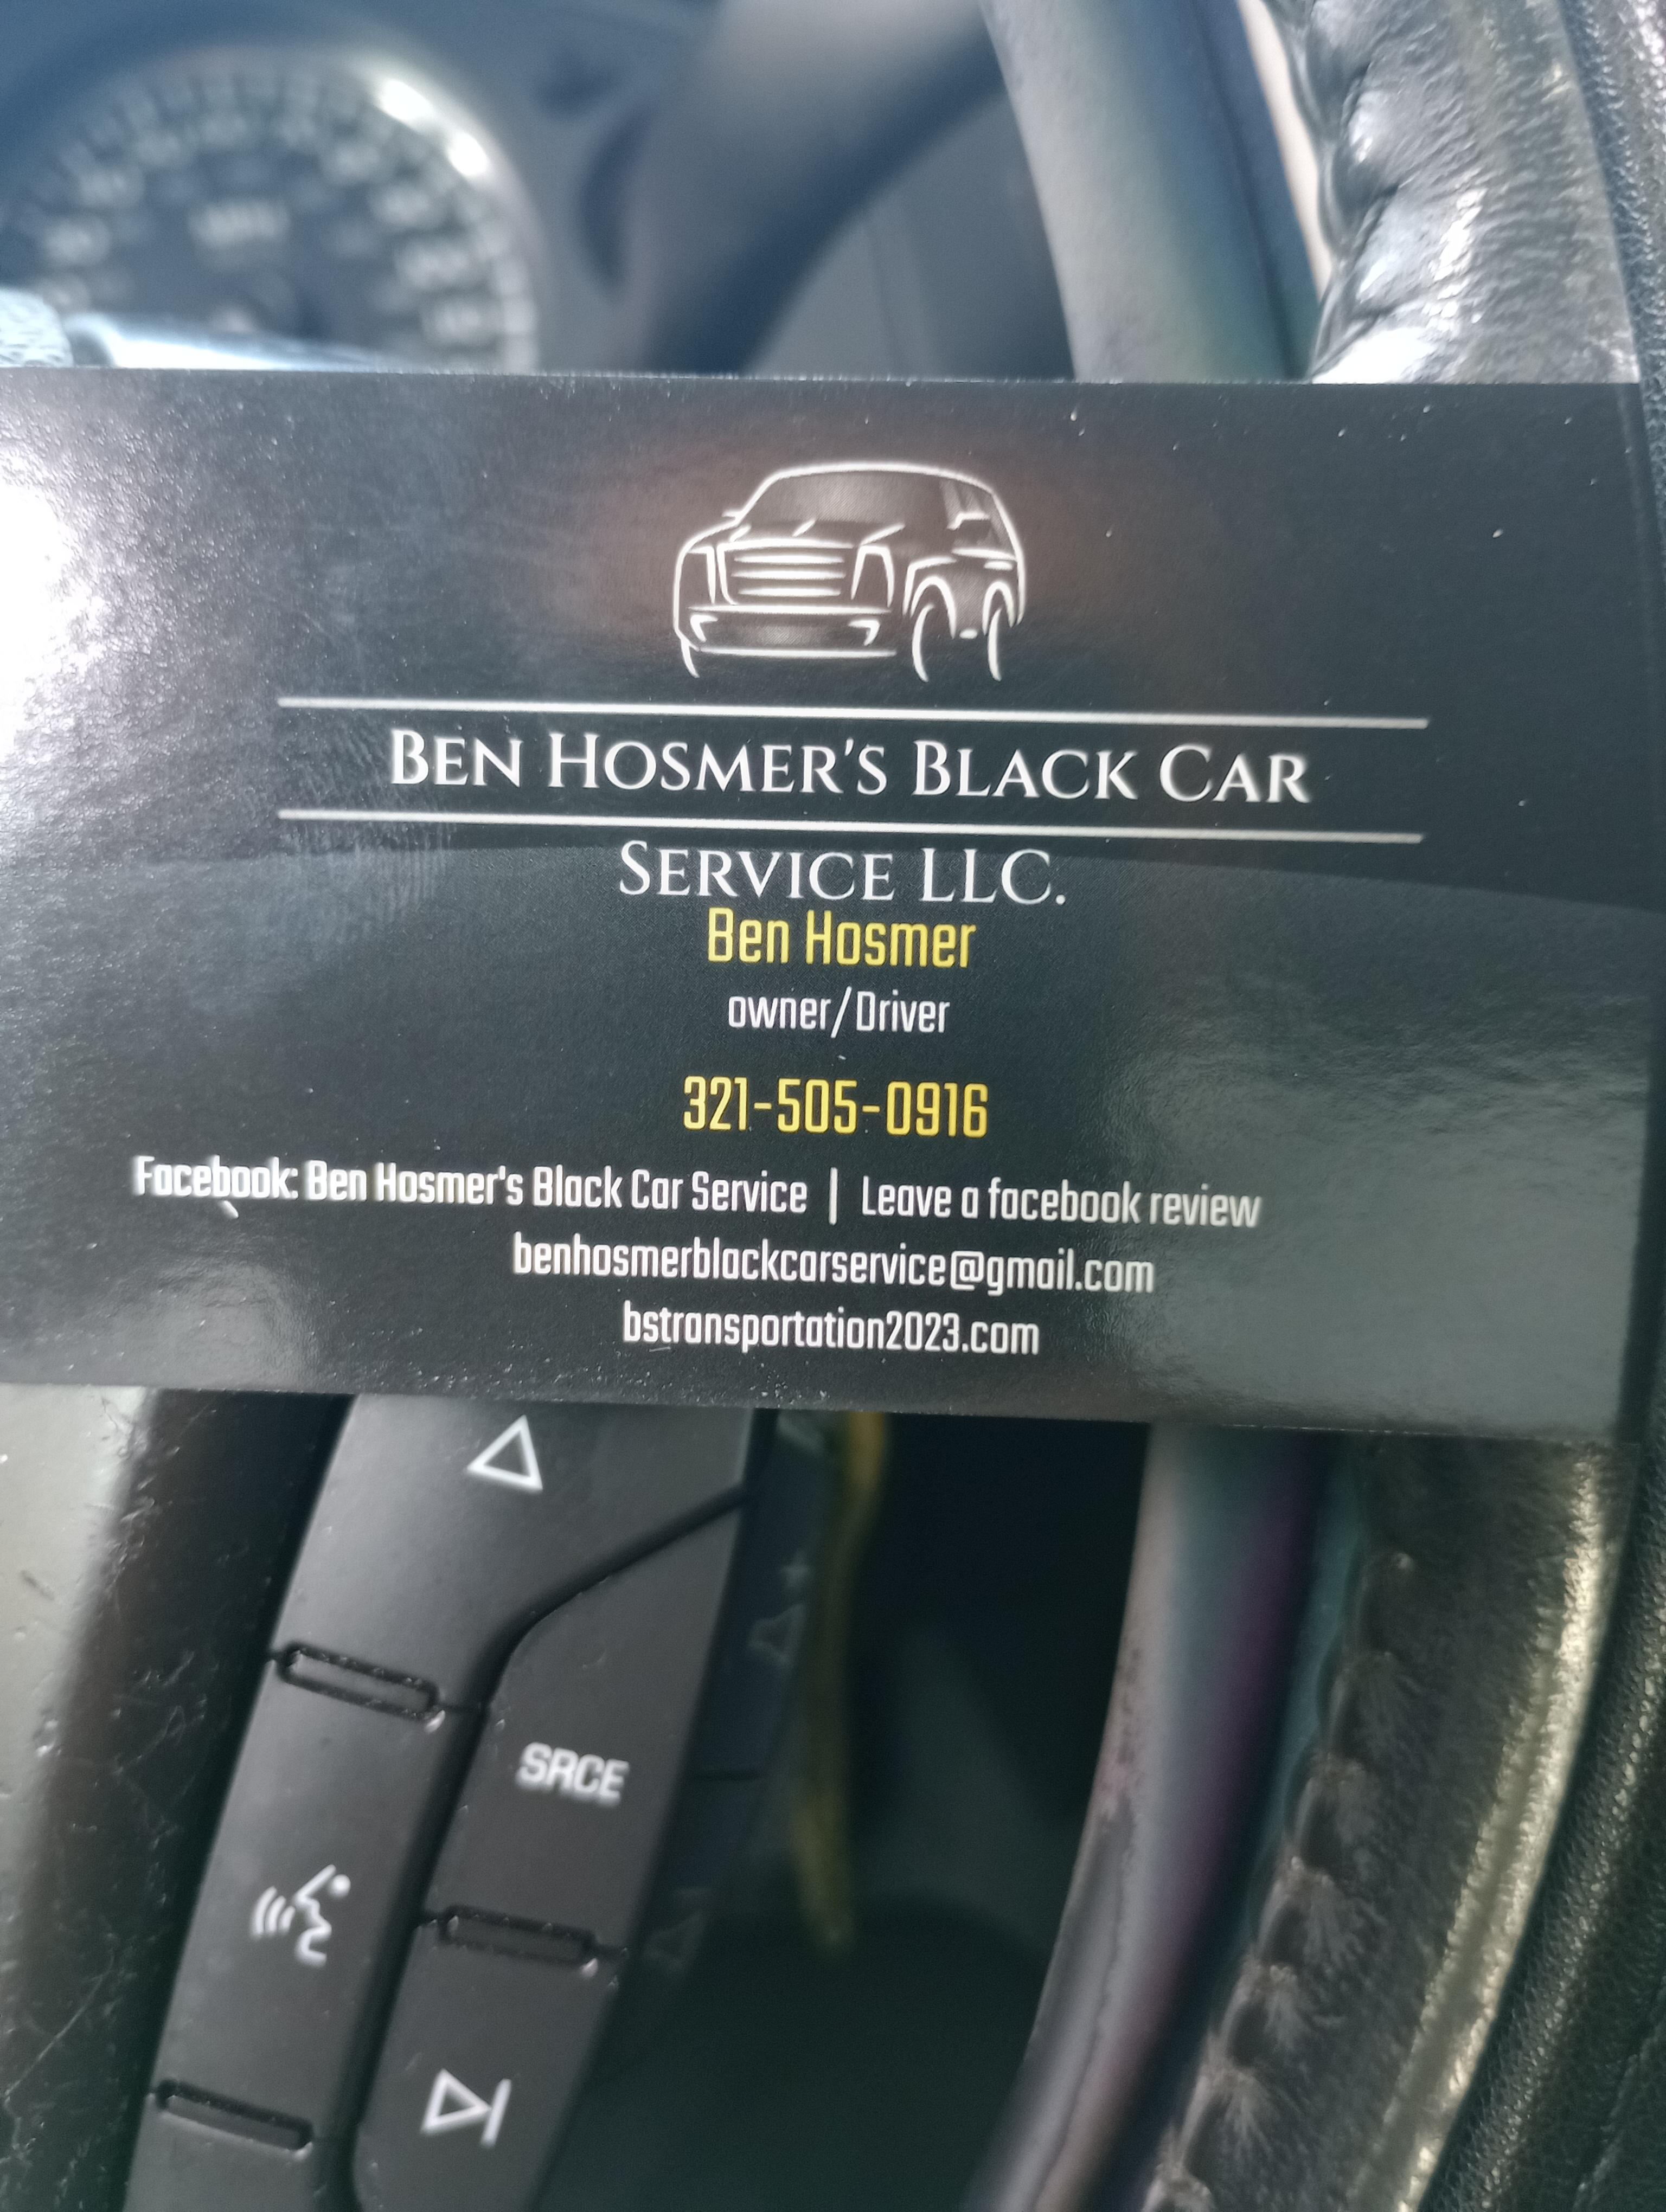 BEN HOSMER'S BLACK CAR
SERVICE LLC.
Ben Hosmer
owner/Driver
321-505-0916
Facebook: Ben Hosmer's Black Car Service | Leave a facebook review
benhosmerblackcarservice@gmail.com
bstransportation2023.com
SRCE